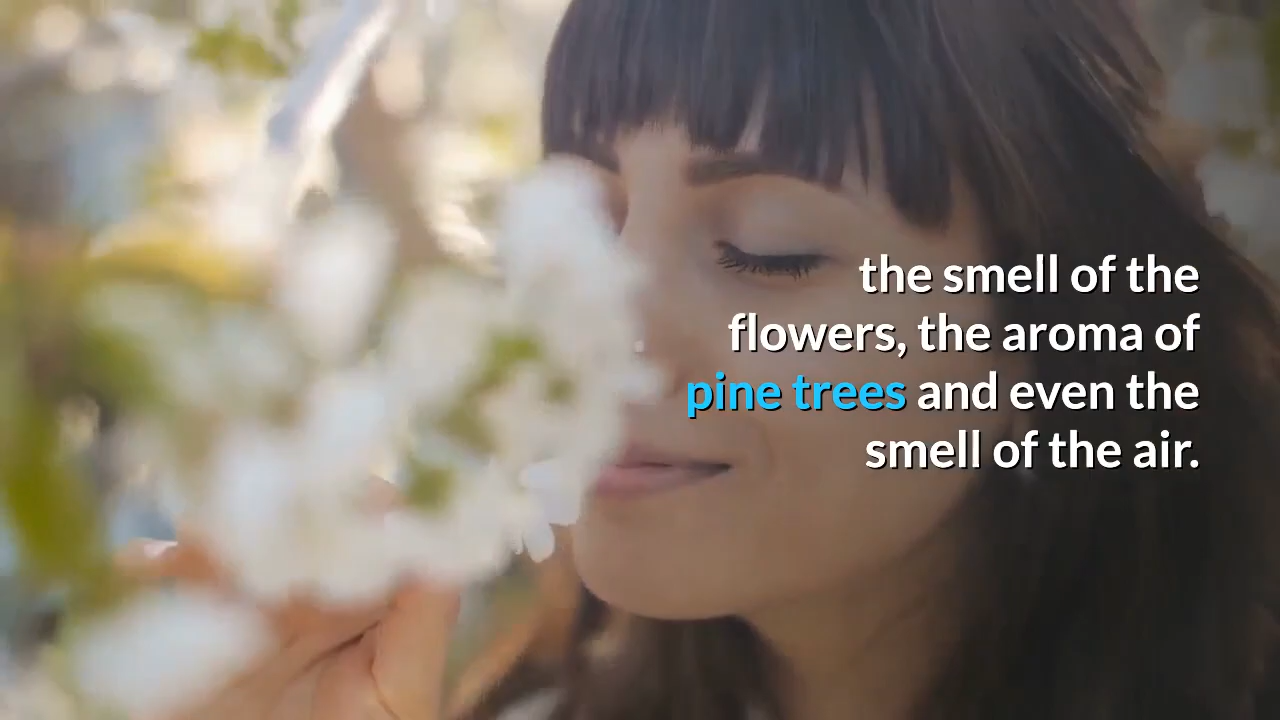 the smell of the
flowers, the aroma of
pine trees and even the
smell of the air.